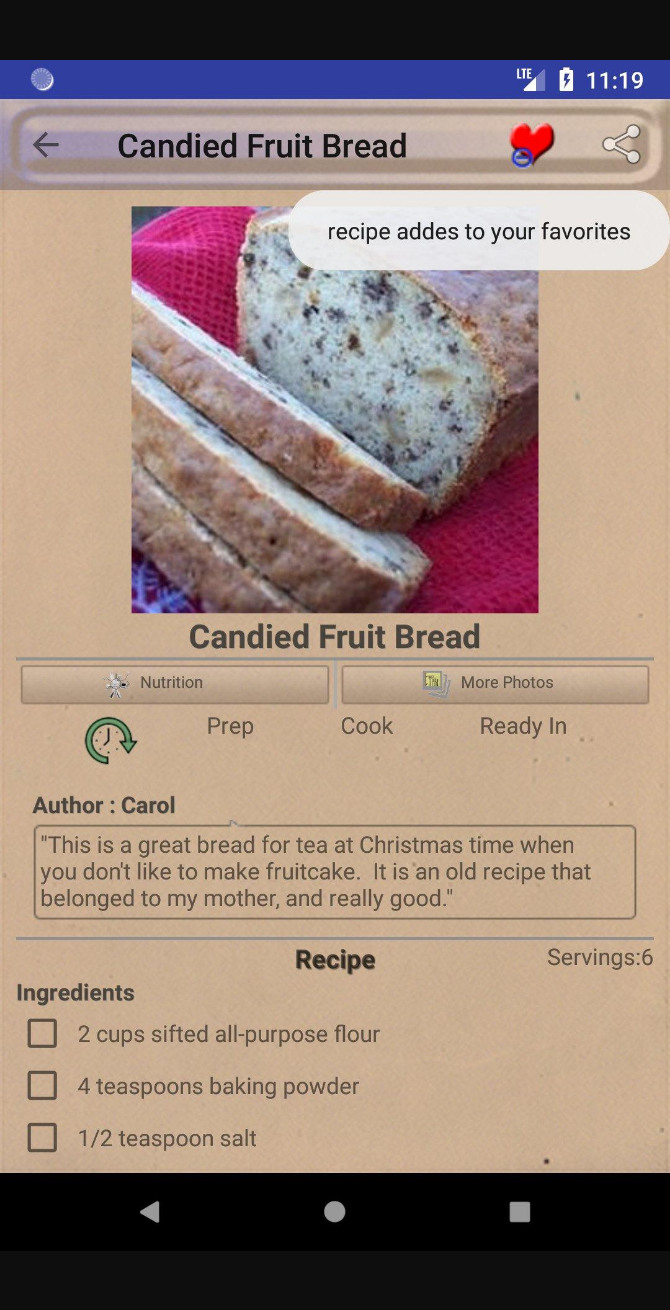 LTE 11:19
Candied Fruit Bread
recipe addes to your favorites
Candied Fruit Bread
Nutrition
More Photos
Prep Cook Ready In
Author : Carol
"This is a great bread for tea at Christmas time when
you don't like to make fruitcake.  It is an old recipe that
belonged to my mother, and really good."
Recipe
Servings:6
Ingredients
2 cups sifted all-purpose flour
4 teaspoons baking powder
1/2 teaspoon salt